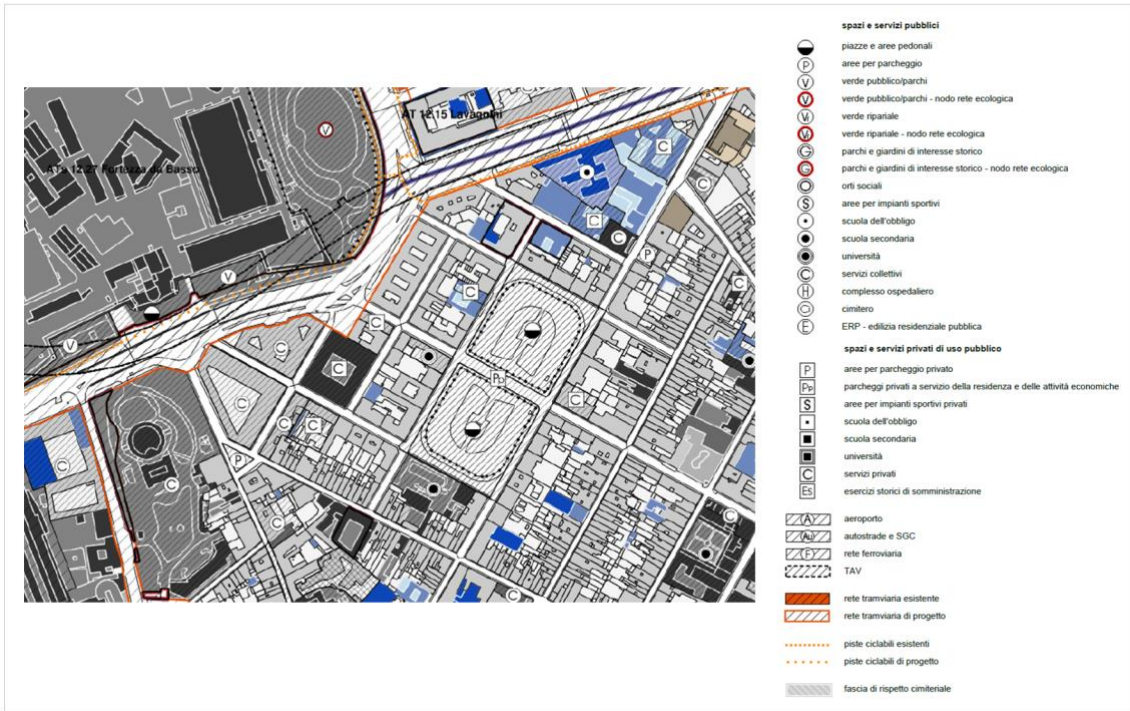 AT 12.15 Lavagnini
ATs 12.27 Fortezza da Basso
V
C
C
C
C
C
P
C
C
V
C
C
V
C
C
Pp
C
C
C
C
P
C
C
C
C
C
spazi e servizi pubblici
piazze e aree pedonali
P aree per parcheggio
V verde pubblico/parchi
V verde pubblico/parchi - nodo rete ecologica
verde ripariale
verde ripariale - nodo rete ecologica
G parchi e giardini di interesse storico
G parchi e giardini di interesse storico - nodo rete ecologica
orti sociali
S aree per impianti sportivi
scuola dell'obbligo
scuola secondaria
università
C servizi collettivi
H complesso ospedaliero
Ci cimitero
E ERP - edilizia residenziale pubblica
spazi e servizi privati di uso pubblico
P aree per parcheggio privato
Pp parcheggi privati a servizio della residenza e delle attività economiche
S aree per impianti sportivi privati
scuola dell'obbligo
scuola secondaria
università
C servizi privati
Es esercizi storici di somministrazione
A aeroporto
Au autostrade e SGC
F rete ferroviaria
TAV
rete tramviaria esistente
rete tramviaria di progetto
piste ciclabili esistenti
piste ciclabili di progetto
fascia di rispetto cimiteriale